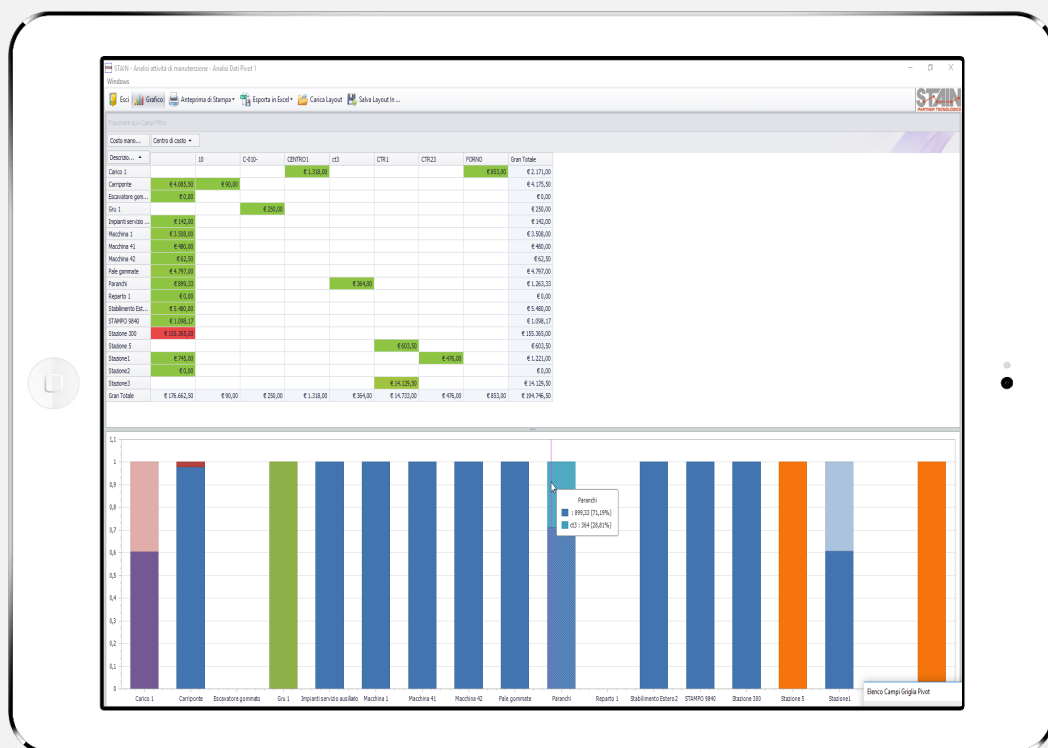 STAIN - Analisi attività di manutenzione - Analisi Dati Pivot 1
Windows
Esci Grafico Anteprima di Stampa Esporta in Excel Carica Layout Salva Layout In ...
STAIN
PARTNER TECNOLOGICO
Trascinare qui i Campi Filtro
Costo mano... Centro di costo
Descrizio... 10 C-010- CENTRO1 ct3 CTR1 CTR23 FORNO Gran Totale
Carico 1 € 1.318,00 € 853,00 € 2.171,00
Carriponte € 4.085,50 € 90,00 € 4.175,50
Escavatore gom... € 0,00 € 0,00
Gru 1 € 250,00 € 250,00
Impianti servizio ... € 142,00 € 142,00
Macchina 1 € 3.508,00 € 3.508,00
Macchina 41 € 480,00 € 480,00
Macchina 42 € 62,50 € 62,50
Pale gommate € 4.797,00 € 4.797,00
Paranchi € 899,33 € 364,00 € 1.263,33
Reparto 1 € 0,00 € 0,00
Stabilimento Est... € 5.480,00 € 5.480,00
STAMPO 9840 € 1.098,17 € 1.098,17
Stazione 300 € 155.365,00 € 155.365,00
Stazione 5 € 603,50 € 603,50
Stazione1 € 745,00 € 476,00 € 1.221,00
Stazione2 € 0,00 € 0,00
Stazione3 € 14.129,50 € 14.129,50
Gran Totale € 176.662,50 € 90,00 € 250,00 € 1.318,00 € 364,00 € 14.733,00 € 476,00 € 853,00 € 194.746,50
1,1
1
0,9
0,8
0,7
0,6
0,5
0,4
0,3
0,2
0,1
0
Paranchi
: 899,33 (71,19%)
ct3 : 364 (28,81%)
Carico 1 Carriponte Escavatore gommato Gru 1 Impianti servizio ausiliato Macchina 1 Macchina 41 Macchina 42 Pale gommate Paranchi Reparto 1 Stabilimento Estero2 STAMPO 9840 Stazione 300 Stazione 5 Stazione1
Elenco Campi Griglia Pivot